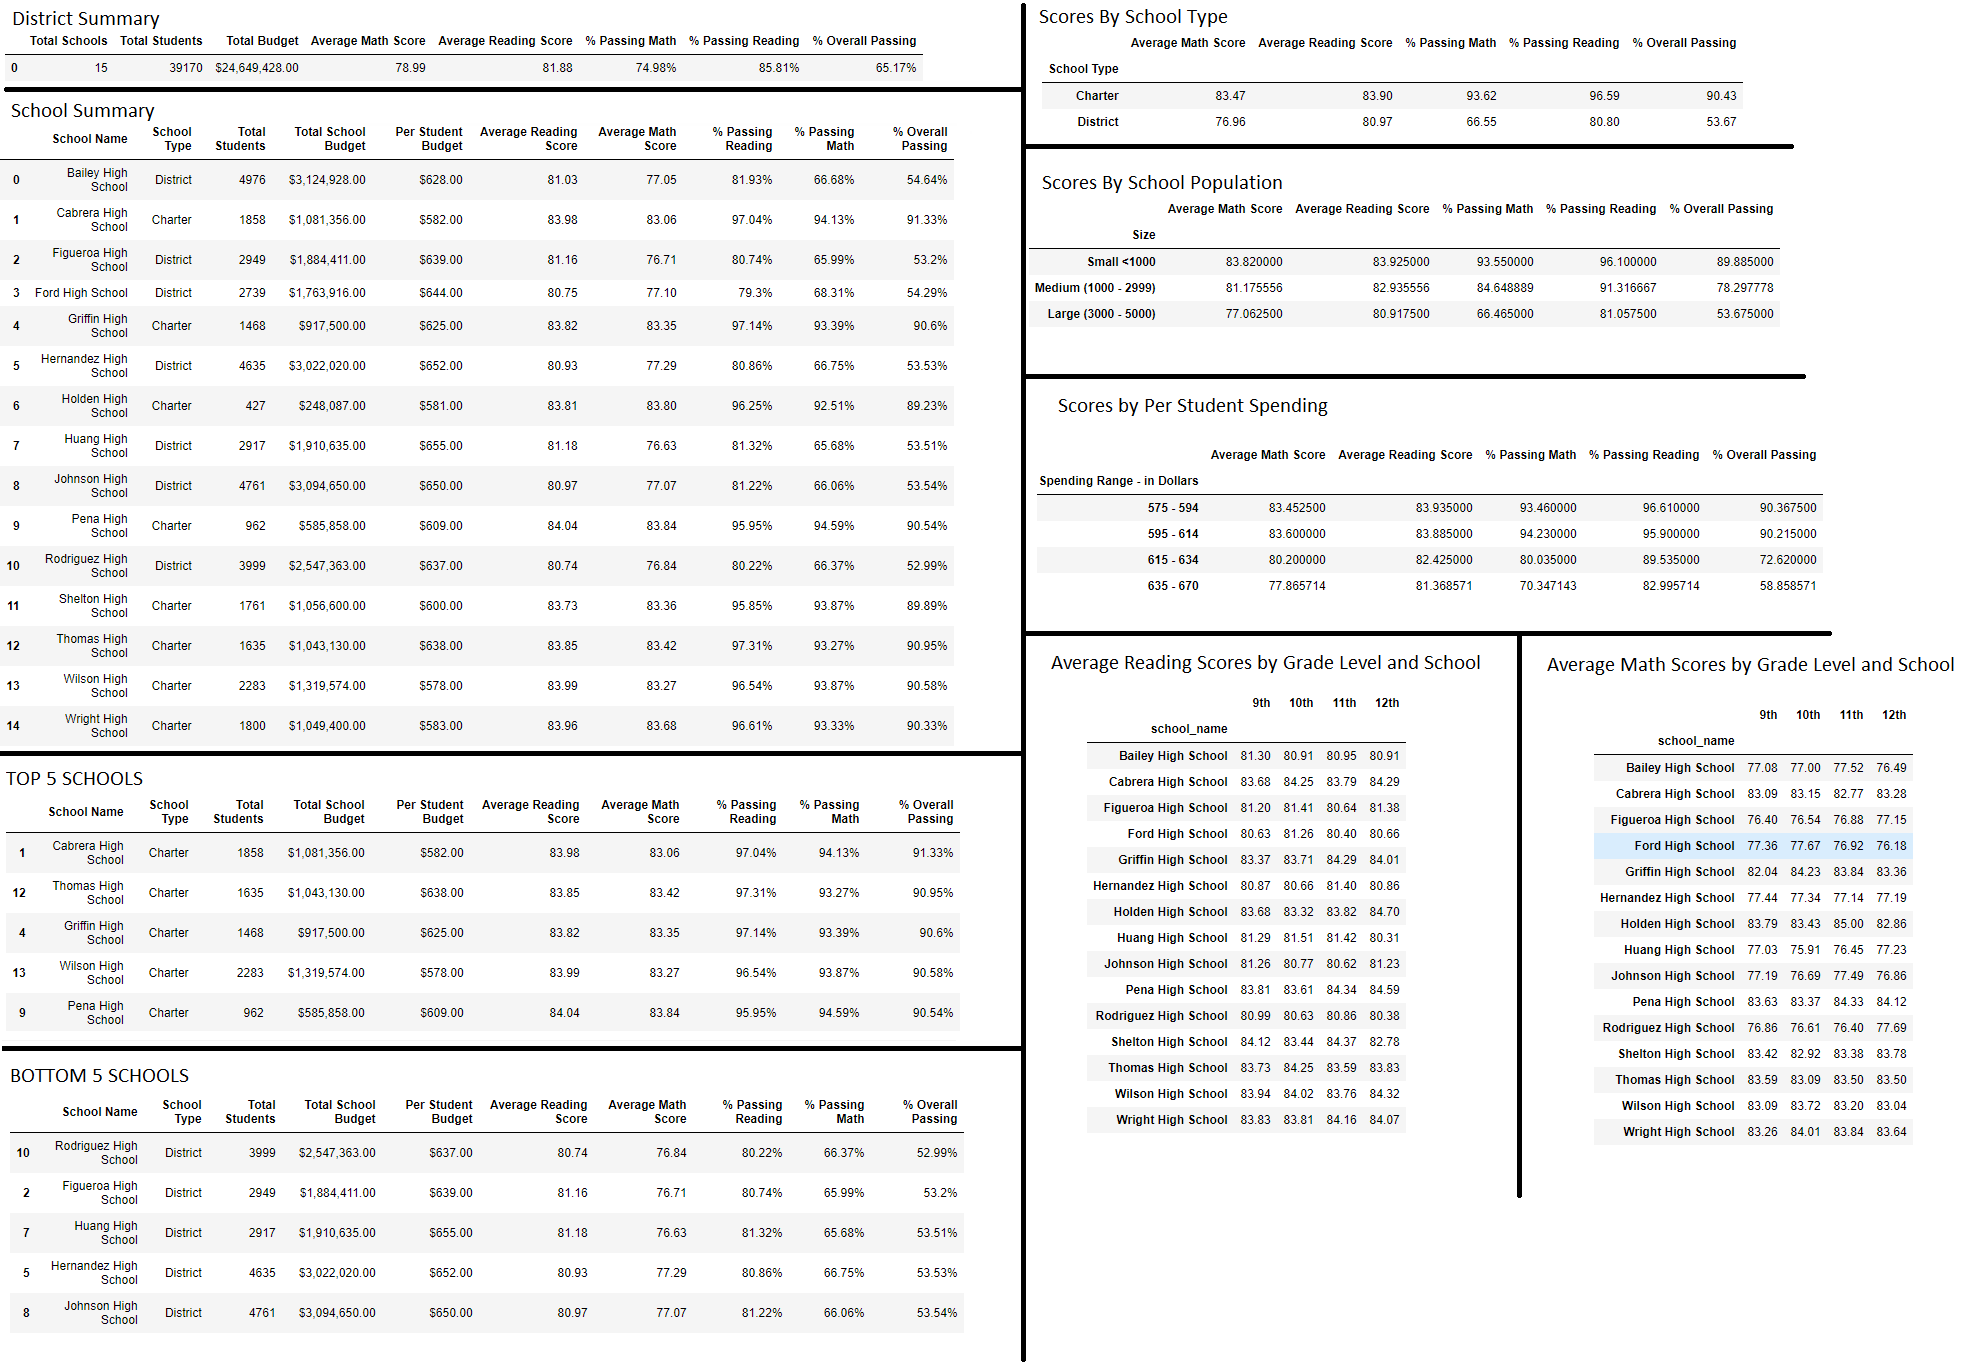 District Summary
Total Schools Total Students Total Budget Average Math Score Average Reading Score % Passing Math % Passing Reading % Overall Passing
0 15 39170 $24,649,428.00 78.99 81.88 74.98% 85.81% 65.17%
School Summary
School Name School Type Total Students Total School Budget Per Student Budget Average Reading Score Average Math Score % Passing Reading % Passing Math % Overall Passing
0 Bailey High School District 4976 $3,124,928.00 $628.00 81.03 77.05 81.93% 66.68% 54.64%
1 Cabrera High School Charter 1858 $1,081,356.00 $582.00 83.98 83.06 97.04% 94.13% 91.33%
2 Figueroa High School District 2949 $1,884,411.00 $639.00 81.16 76.71 80.74% 65.99% 53.2%
3 Ford High School District 2739 $1,763,916.00 $644.00 80.75 77.10 79.3% 68.31% 54.29%
4 Griffin High School Charter 1468 $917,500.00 $625.00 83.82 83.35 97.14% 93.39% 90.6%
5 Hernandez High School District 4635 $3,022,020.00 $652.00 80.93 77.29 80.86% 66.75% 53.53%
6 Holden High School Charter 427 $248,087.00 $581.00 83.81 83.80 96.25% 92.51% 89.23%
7 Huang High School District 2917 $1,910,635.00 $655.00 81.18 76.63 81.32% 65.68% 53.51%
8 Johnson High School District 4761 $3,094,650.00 $650.00 80.97 77.07 81.22% 66.06% 53.54%
9 Pena High School Charter 962 $585,858.00 $609.00 84.04 83.84 95.95% 94.59% 90.54%
10 Rodriguez High School District 3999 $2,547,363.00 $637.00 80.74 76.84 80.22% 66.37% 52.99%
11 Shelton High School Charter 1761 $1,056,600.00 $600.00 83.73 83.36 95.85% 93.87% 89.89%
12 Thomas High School Charter 1635 $1,043,130.00 $638.00 83.85 83.42 97.31% 93.27% 90.95%
13 Wilson High School Charter 2283 $1,319,574.00 $578.00 83.99 83.27 96.54% 93.87% 90.58%
14 Wright High School Charter 1800 $1,049,400.00 $583.00 83.96 83.68 96.61% 93.33% 90.33%
TOP 5 SCHOOLS
School Name School Type Total Students Total School Budget Per Student Budget Average Reading Score Average Math Score % Passing Reading % Passing Math % Overall Passing
1 Cabrera High School Charter 1858 $1,081,356.00 $582.00 83.98 83.06 97.04% 94.13% 91.33%
12 Thomas High School Charter 1635 $1,043,130.00 $638.00 83.85 83.42 97.31% 93.27% 90.95%
4 Griffin High School Charter 1468 $917,500.00 $625.00 83.82 83.35 97.14% 93.39% 90.6%
13 Wilson High School Charter 2283 $1,319,574.00 $578.00 83.99 83.27 96.54% 93.87% 90.58%
9 Pena High School Charter 962 $585,858.00 $609.00 84.04 83.84 95.95% 94.59% 90.54%
BOTTOM 5 SCHOOLS
School Name School Type Total Students Total School Budget Per Student Budget Average Reading Score Average Math Score % Passing Reading % Passing Math % Overall Passing
10 Rodriguez High School District 3999 $2,547,363.00 $637.00 80.74 76.84 80.22% 66.37% 52.99%
2 Figueroa High School District 2949 $1,884,411.00 $639.00 81.16 76.71 80.74% 65.99% 53.2%
7 Huang High School District 2917 $1,910,635.00 $655.00 81.18 76.63 81.32% 65.68% 53.51%
5 Hernandez High School District 4635 $3,022,020.00 $652.00 80.93 77.29 80.86% 66.75% 53.53%
8 Johnson High School District 4761 $3,094,650.00 $650.00 80.97 77.07 81.22% 66.06% 53.54%
Scores By School Type
Average Math Score Average Reading Score % Passing Math % Passing Reading % Overall Passing
School Type
Charter 83.47 83.90 93.62 96.59 90.43
District 76.96 80.97 66.55 80.80 53.67
Scores By School Population
Average Math Score Average Reading Score % Passing Math % Passing Reading % Overall Passing
Size
Small <1000 83.820000 83.925000 93.550000 96.100000 89.885000
Medium (1000 - 2999) 81.175556 82.935556 84.648889 91.316667 78.297778
Large (3000 - 5000) 77.062500 80.917500 66.465000 81.057500 53.675000
Scores by Per Student Spending
Average Math Score Average Reading Score % Passing Math % Passing Reading % Overall Passing
Spending Range - in Dollars
575 - 594 83.452500 83.935000 93.460000 96.610000 90.367500
595 - 614 83.600000 83.885000 94.230000 95.900000 90.215000
615 - 634 80.200000 82.425000 80.035000 89.535000 72.620000
635 - 670 77.865714 81.368571 70.347143 82.995714 58.858571
Average Reading Scores by Grade Level and School
9th 10th 11th 12th
school_name
Bailey High School 81.30 80.91 80.95 80.91
Cabrera High School 83.68 84.25 83.79 84.29
Figueroa High School 81.20 81.41 80.64 81.38
Ford High School 80.63 81.26 80.40 80.66
Griffin High School 83.37 83.71 84.29 84.01
Hernandez High School 80.87 80.66 81.40 80.86
Holden High School 83.68 83.32 83.82 84.70
Huang High School 81.29 81.51 81.42 80.31
Johnson High School 81.26 80.77 80.62 81.23
Pena High School 83.81 83.61 84.34 84.59
Rodriguez High School 80.99 80.63 80.86 80.38
Shelton High School 84.12 83.44 84.37 82.78
Thomas High School 83.73 84.25 83.59 83.83
Wilson High School 83.94 84.02 83.76 84.32
Wright High School 83.83 83.81 84.16 84.07
Average Math Scores by Grade Level and School
9th 10th 11th 12th
school_name
Bailey High School 77.08 77.00 77.52 76.49
Cabrera High School 83.09 83.15 82.77 83.28
Figueroa High School 76.40 76.54 76.88 77.15
Ford High School 77.36 77.67 76.92 76.18
Griffin High School 82.04 84.23 83.84 83.36
Hernandez High School 77.44 77.34 77.14 77.19
Holden High School 83.79 83.43 85.00 82.86
Huang High School 77.03 75.91 76.45 77.23
Johnson High School 77.19 76.69 77.49 76.86
Pena High School 83.63 83.37 84.33 84.12
Rodriguez High School 76.86 76.61 76.40 77.69
Shelton High School 83.42 82.92 83.38 83.78
Thomas High School 83.59 83.09 83.50 83.50
Wilson High School 83.09 83.72 83.20 83.04
Wright High School 83.26 84.01 83.84 83.64